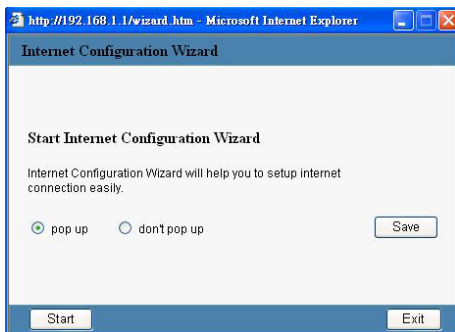 http://192.168.1.1/wizard.htm - Microsoft Internet Explorer
Internet Configuration Wizard
Start Internet Configuration Wizard
Internet Configuration Wizard will help you to setup internet
connection easily.
pop up don't pop up Save
Start Exit